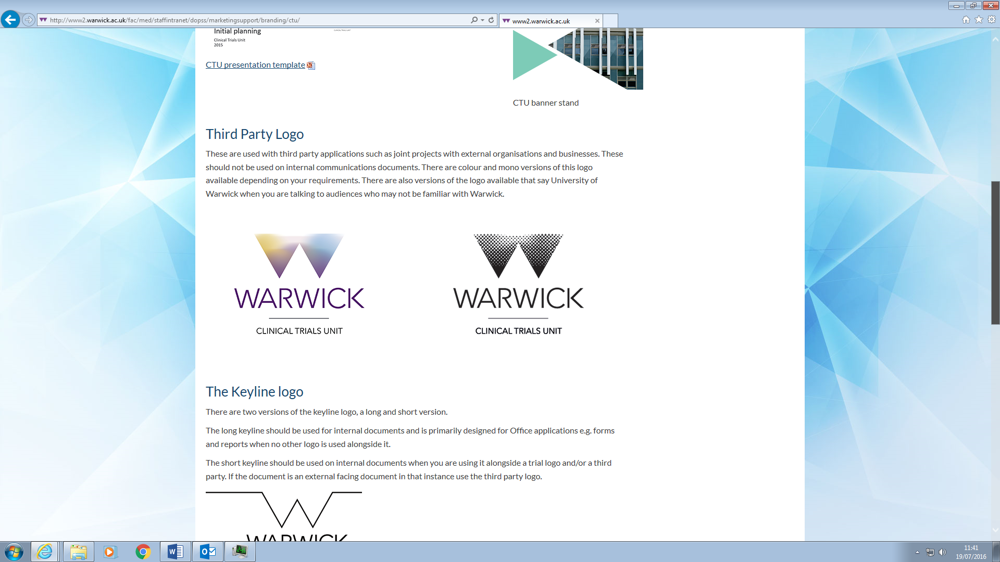 http://www2.warwick.ac.uk/fac/med/staffintranet/dopss/marketingsupport/branding/ctu/
www2.warwick.ac.uk
Initial planning
Clinical Trials Unit
2015
CLINICAL TRIALS UNIT
CTU presentation template
CTU banner stand
Third Party Logo
These are used with third party applications such as joint projects with external organisations and businesses. These
should not be used on internal communications documents. There are colour and mono versions of this logo
available depending on your requirements. There are also versions of the logo available that say University of
Warwick when you are talking to audiences who may not be familiar with Warwick.
WARWICK
CLINICAL TRIALS UNIT
WARWICK
CLINICAL TRIALS UNIT
The Keyline logo
There are two versions of the keyline logo, a long and short version.
The long keyline should be used for internal documents and is primarily designed for Office applications e.g. forms
and reports when no other logo is used alongside it.
The short keyline should be used on internal documents when you are using it alongside a trial logo and/or a third
party. If the document is an external facing document in that instance use the third party logo.
WARWICK
11:41
19/07/2016